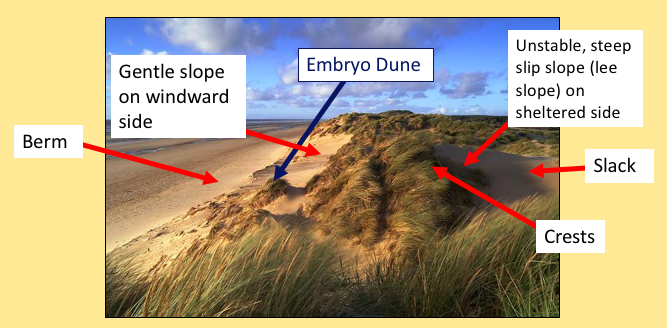 Embryo Dune
Unstable, steep
slip slope (lee
slope) on
sheltered side
Gentle slope
on windward
side
Berm
Slack
Crests